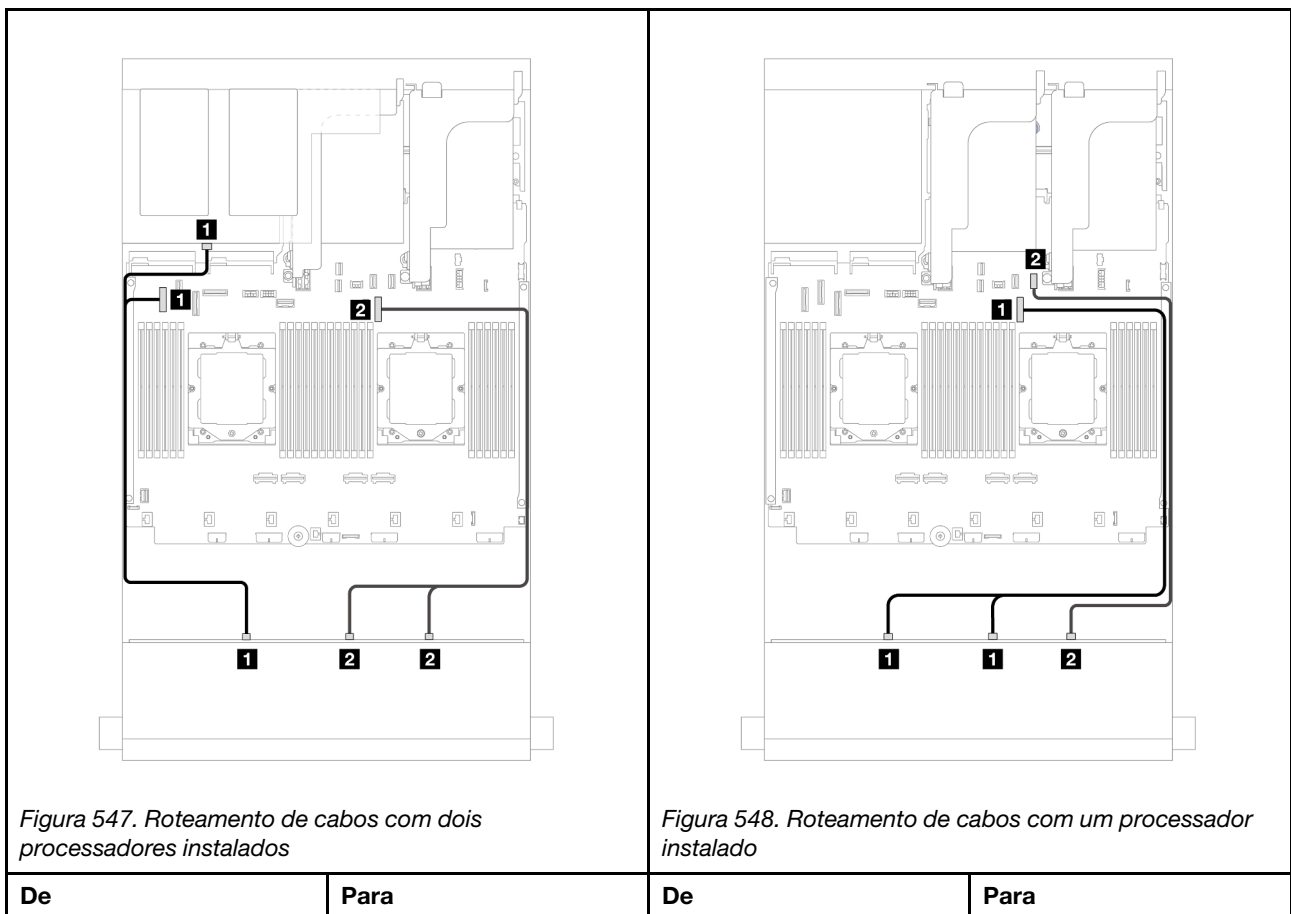 1
1
2
1
2
2
2
1
1
1
2
Figura 547. Roteamento de cabos com dois
processadores instalados
Figura 548. Roteamento de cabos com um processador
instalado
De Para De Para